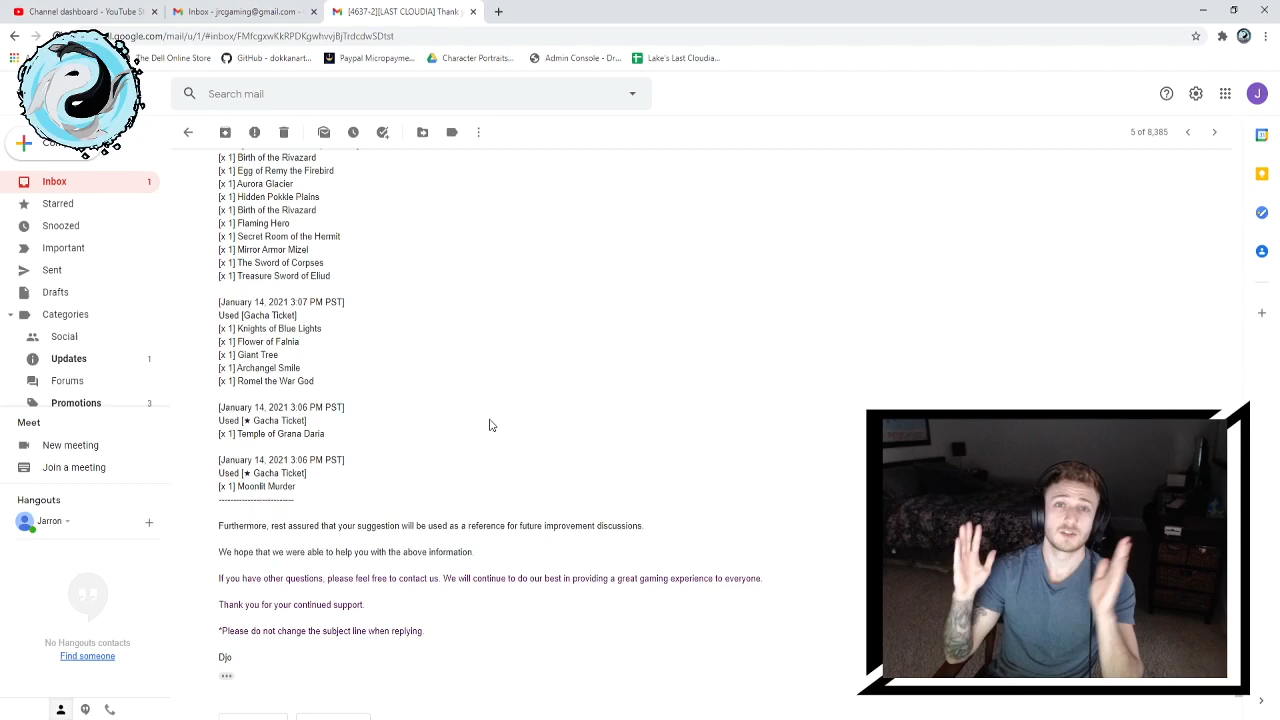 Channel dashboard - YouTube St
Inbox - jrcgaming@gmail.com -
[4637-2][LAST CLOUDIA] Thank y
.google.com/mail/u/1/#inbox/FMfcgxwKkRPDKgwhvvjBjTrdcdwSDtst
The Dell Online Store
GitHub - dokkanart...
Paypal Micropayme...
Character Portraits...
Admin Console - Dr...
Lake's Last Cloudia...
Search mail
J
5 of 8,385
Inbox 1
Starred
Snoozed
Important
Sent
Drafts
Categories
Social
Updates 1
Forums
Promotions 3
Meet
New meeting
Join a meeting
Hangouts
Jarron
No Hangouts contacts
Find someone
[x 1] Birth of the Rivazard
[x 1] Egg of Remy the Firebird
[x 1] Aurora Glacier
[x 1] Hidden Pokkle Plains
[x 1] Birth of the Rivazard
[x 1] Flaming Hero
[x 1] Secret Room of the Hermit
[x 1] Mirror Armor Mizel
[x 1] The Sword of Corpses
[x 1] Treasure Sword of Eliud
[January 14, 2021 3:07 PM PST]
Used [Gacha Ticket]
[x 1] Knights of Blue Lights
[x 1] Flower of Falnia
[x 1] Giant Tree
[x 1] Archangel Smile
[x 1] Romel the War God
[January 14, 2021 3:06 PM PST]
Used [★ Gacha Ticket]
[x 1] Temple of Grana Daria
[January 14, 2021 3:06 PM PST]
Used [★ Gacha Ticket]
[x 1] Moonlit Murder
-------------------------
Furthermore, rest assured that your suggestion will be used as a reference for future improvement discussions.
We hope that we were able to help you with the above information.
If you have other questions, please feel free to contact us. We will continue to do our best in providing a great gaming experience to everyone.
Thank you for your continued support.
*Please do not change the subject line when replying.
Djo